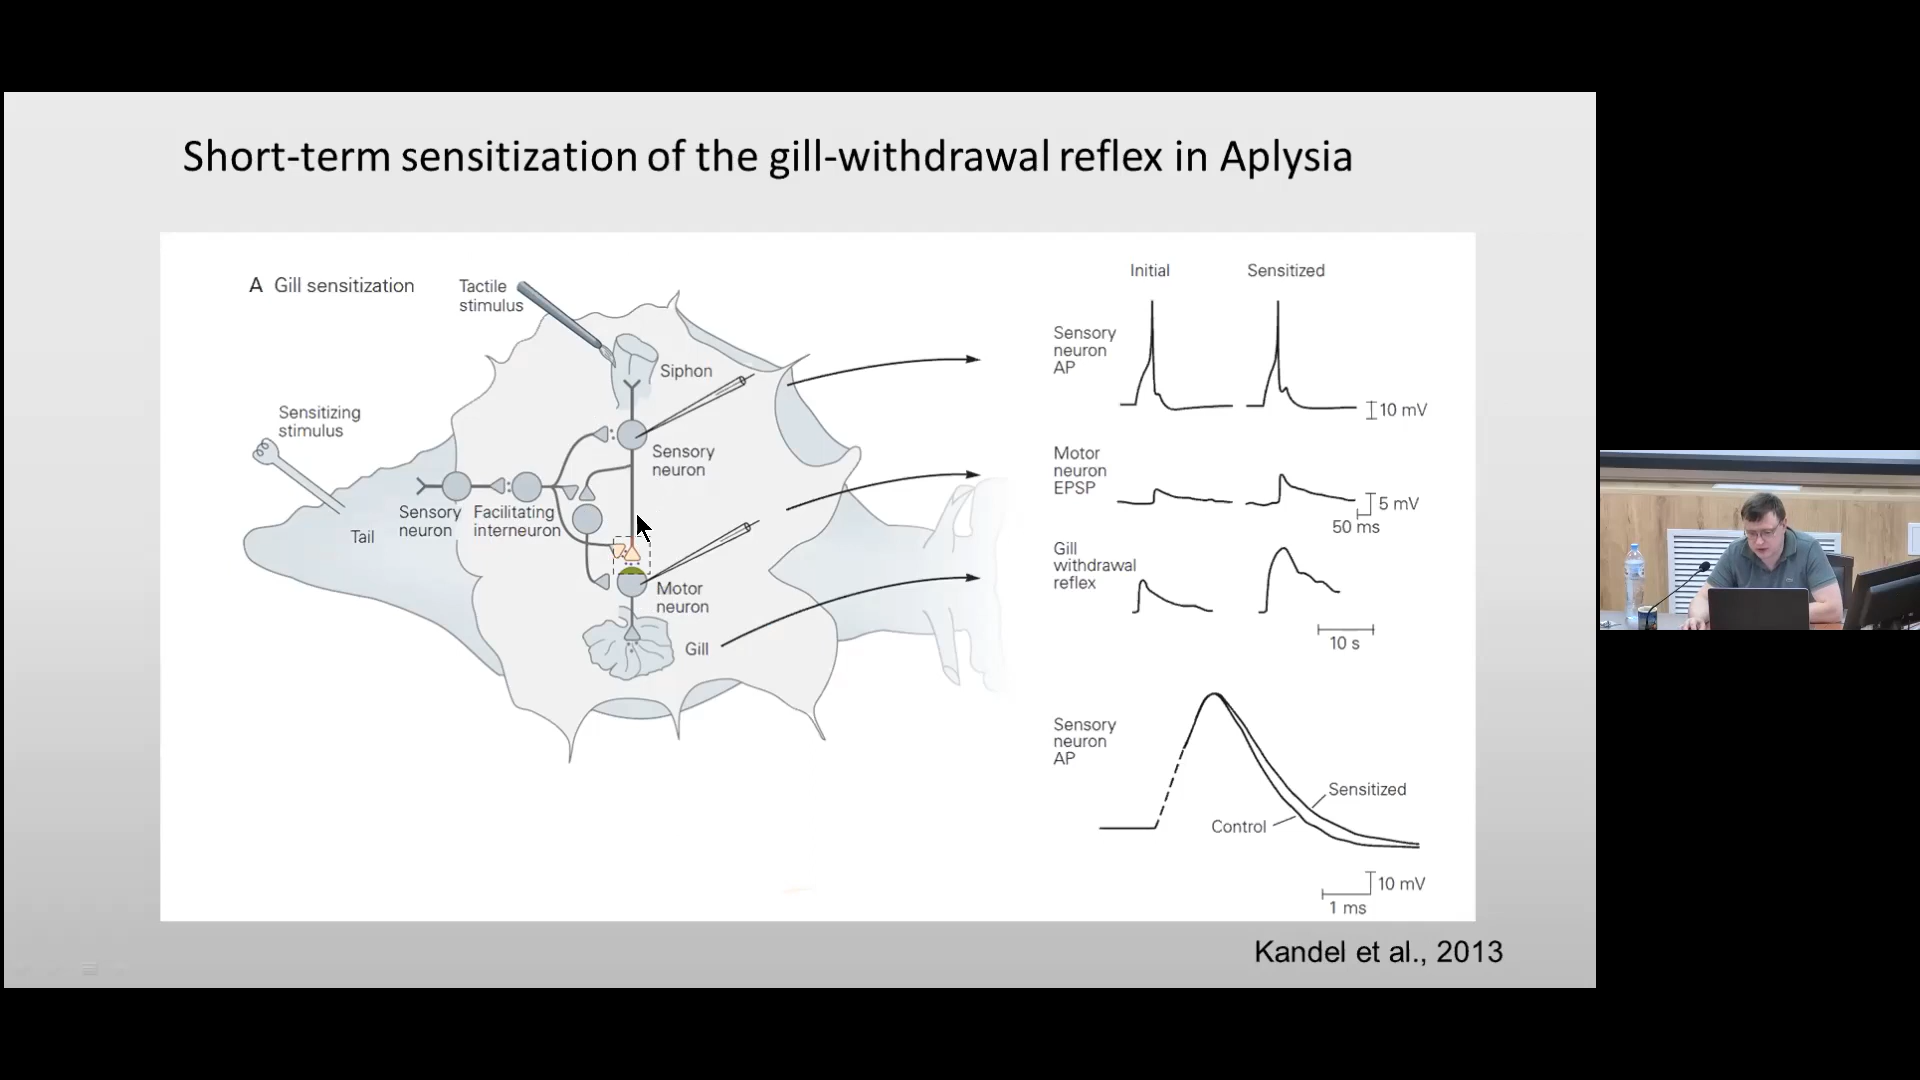 Short-term sensitization of the gill-withdrawal reflex in Aplysia
A Gill sensitization
Tactile
stimulus
Siphon
Sensitizing
stimulus
Sensory
neuron
Sensory
neuron
Facilitating
interneuron
Tail
Motor
neuron
Gill
Initial
Sensitized
Sensory
neuron
AP
10 mV
Motor
neuron
EPSP
5 mV
50 ms
Gill
withdrawal
reflex
10 s
Sensory
neuron
AP
Sensitized
Control
10 mV
1 ms
Kandel et al., 2013